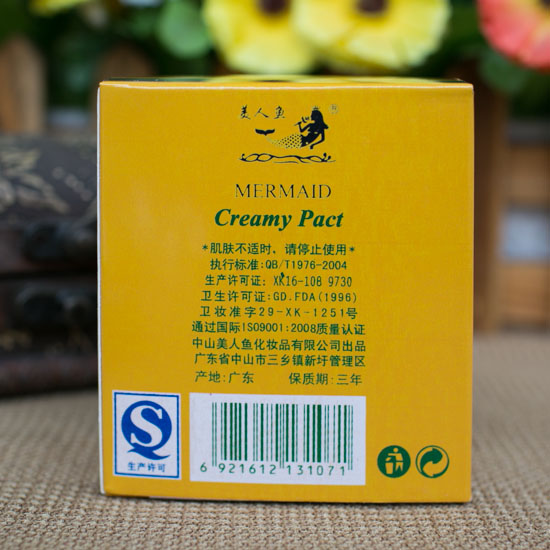 美人鱼
MERMAID
Creamy Pact
*肌肤不适时、请停止使用*
执行标准:QB/T1976-2004
生产许可证: XK16-108 9730
卫生许可证:GD.FDA(1996)
卫妆准字29-XK-1251号
通过国际ISO9001:2008质量认证
中山美人鱼化妆品有限公司出品
广东省中山市三乡镇新圩管理区
产地:广东 保质期:三年
生产许可
6 921612 131071